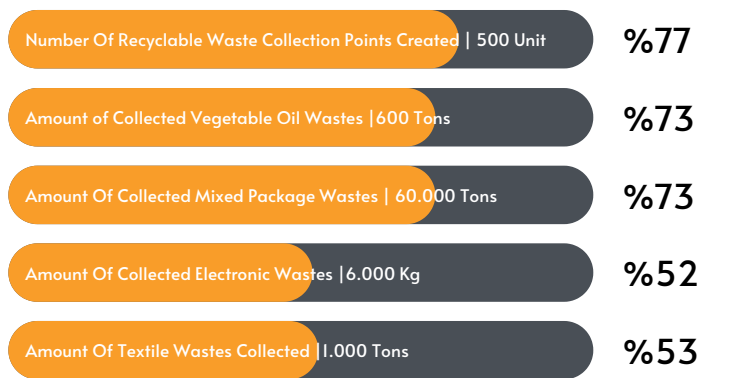 Number Of Recyclable Waste Collection Points Created | 500 Unit %77
Amount of Collected Vegetable Oil Wastes |600 Tons %73
Amount Of Collected Mixed Package Wastes | 60.000 Tons %73
Amount Of Collected Electronic Wastes |6.000 Kg %52
Amount Of Textile Wastes Collected |1.000 Tons %53